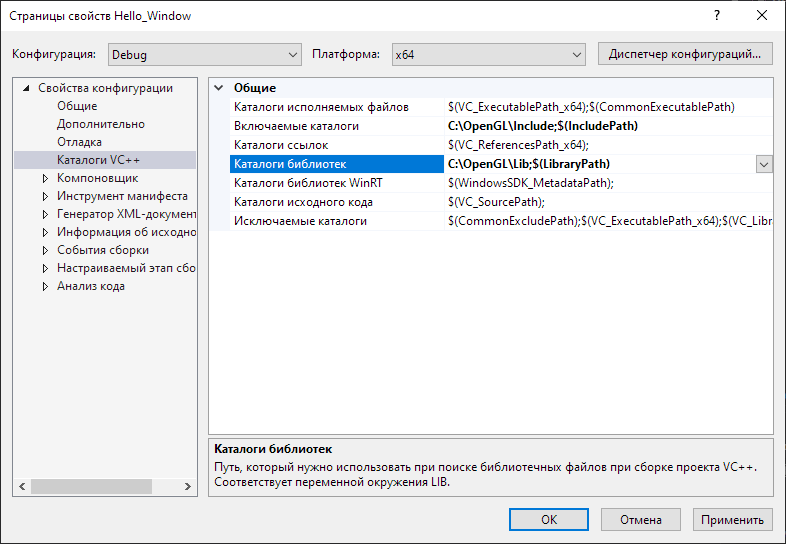 Страницы свойств Hello_Window
Конфигурация: Debug Платформа: x64 Диспетчер конфигураций...
Свойства конфигурации
Общие
Дополнительно
Отладка
Каталоги VC++
Компоновщик
Инструмент манифеста
Генератор XML-документ
Информация об исходно
События сборки
Настраиваемый этап сбо
Анализ кода
Общие
Каталоги исполняемых файлов $(VC_ExecutablePath_x64);$(CommonExecutablePath)
Включаемые каталоги C:\OpenGL\Include;$(IncludePath)
Каталоги ссылок $(VC_ReferencesPath_x64);
Каталоги библиотек C:\OpenGL\Lib;$(LibraryPath)
Каталоги библиотек WinRT $(WindowsSDK_MetadataPath);
Каталоги исходного кода $(VC_SourcePath);
Исключаемые каталоги $(CommonExcludePath);$(VC_ExecutablePath_x64);$(VC_Libra
Каталоги библиотек
Путь, который нужно использовать при поиске библиотечных файлов при сборке проекта VC++.
Соответствует переменной окружения LIB.
ОК Отмена Применить